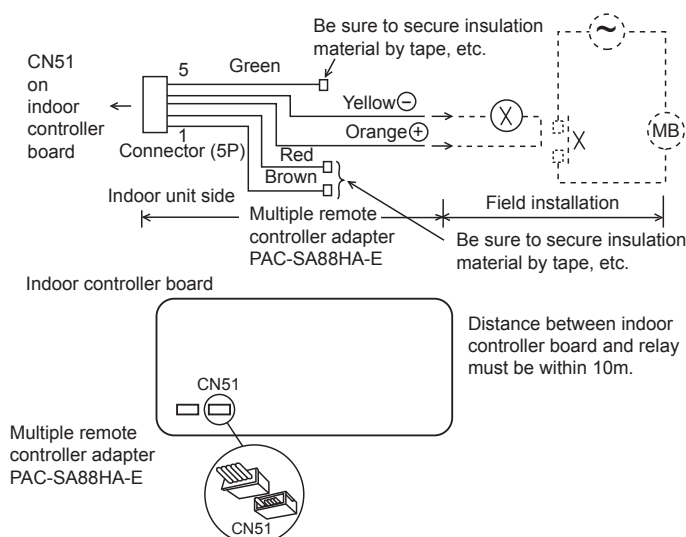 Be sure to secure insulation
material by tape, etc.
CN51
on
indoor
controller
board
5
Green
Yellow⊖
Orange⊕
X
X
MB
~
1
Connector (5P)
Red
Brown
Indoor unit side
Multiple remote
controller adapter
PAC-SA88HA-E
Field installation
Be sure to secure insulation
material by tape, etc.
Indoor controller board
Distance between indoor
controller board and relay
must be within 10m.
CN51
Multiple remote
controller adapter
PAC-SA88HA-E
CN51